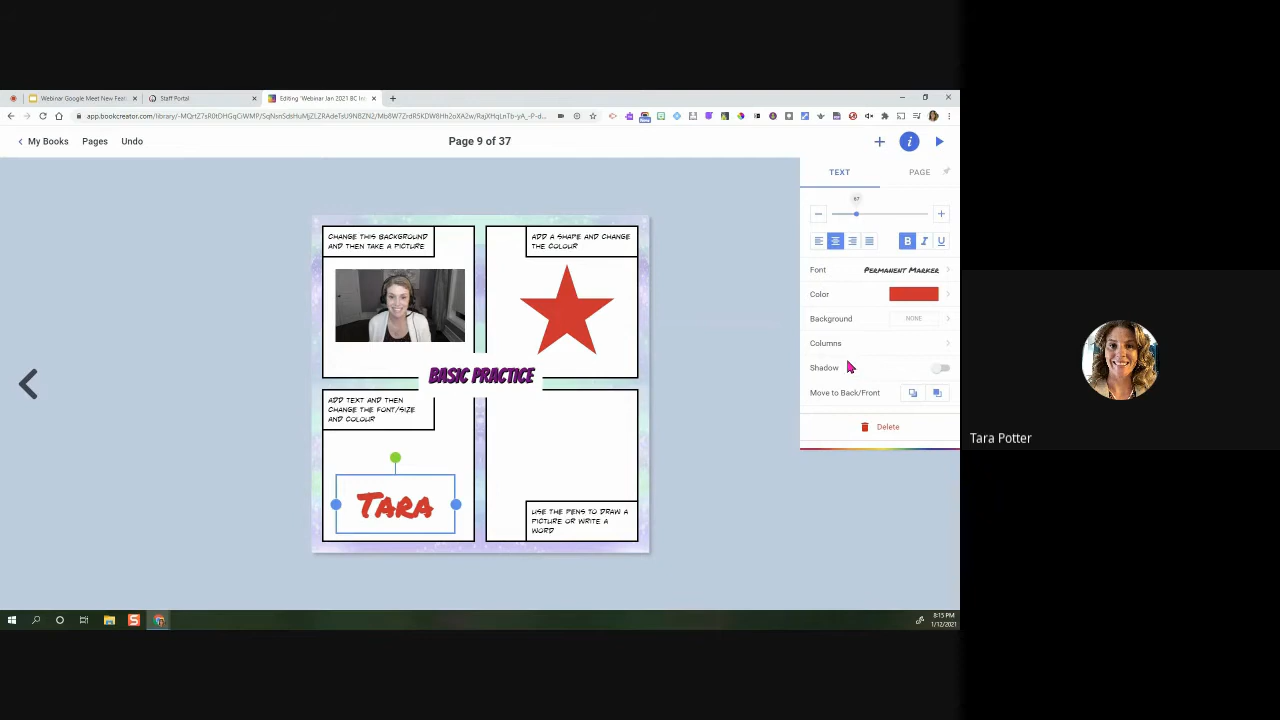 Webinar Google Meet New Feat
Staff Portal
Editing 'Webinar Jan 2021 BC Int
My Books
Pages
Undo
Page 9 of 37
TEXT
PAGE
67
B
I
U
Font
PERMANENT MARKER
Color
Background
NONE
Columns
Shadow
Move to Back/Front
Delete
CHANGE THIS BACKGROUND
AND THEN TAKE A PICTURE
ADD A SHAPE AND CHANGE
THE COLOUR
BASIC PRACTICE
ADD TEXT AND THEN
CHANGE THE FONT/SIZE
AND COLOUR
TARA
USE THE PENS TO DRAW A
PICTURE OR WRITE A
WORD
Tara Potter
8:15 PM
1/12/2021